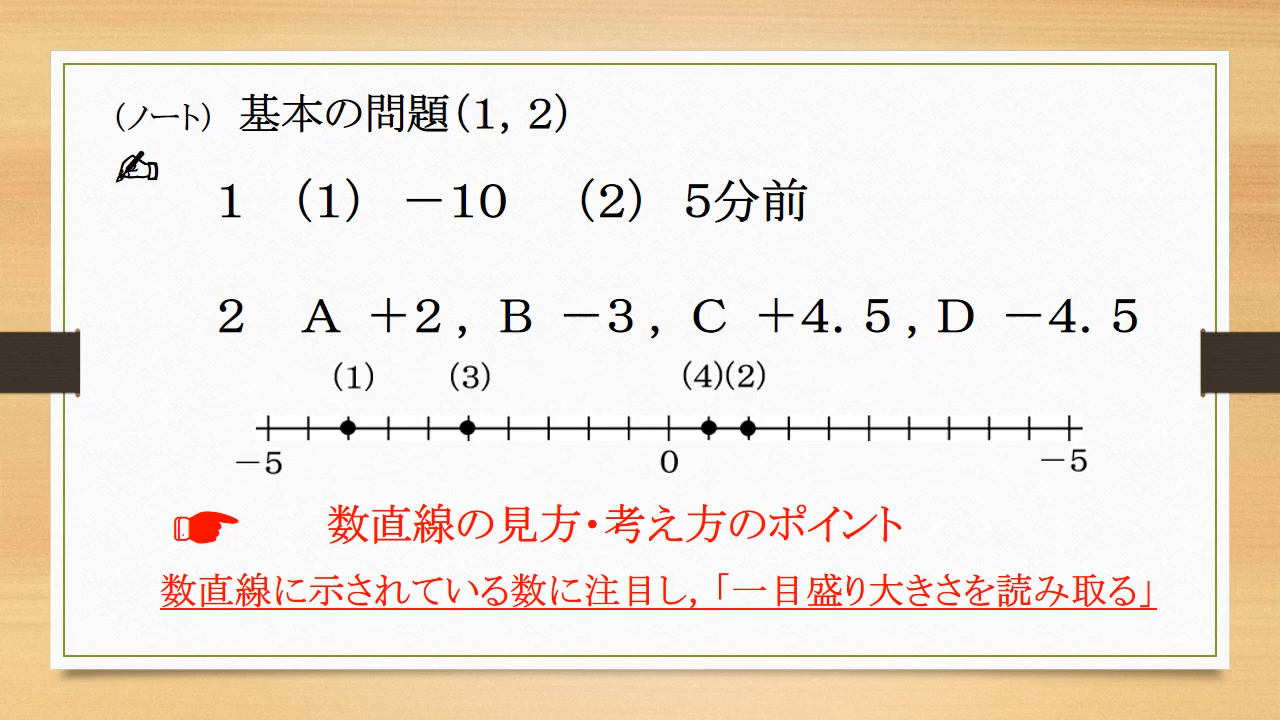 （ノート） 基本の問題（１，２）
１ （１） －１０ （２） ５分前
２ Ａ ＋２， Ｂ －３， Ｃ ＋４．５，Ｄ －４．５
(1) (3) (4)(2)
－5 0 －5
数直線の見方・考え方のポイント
数直線に示されている数に注目し，「一目盛り大きさを読み取る」